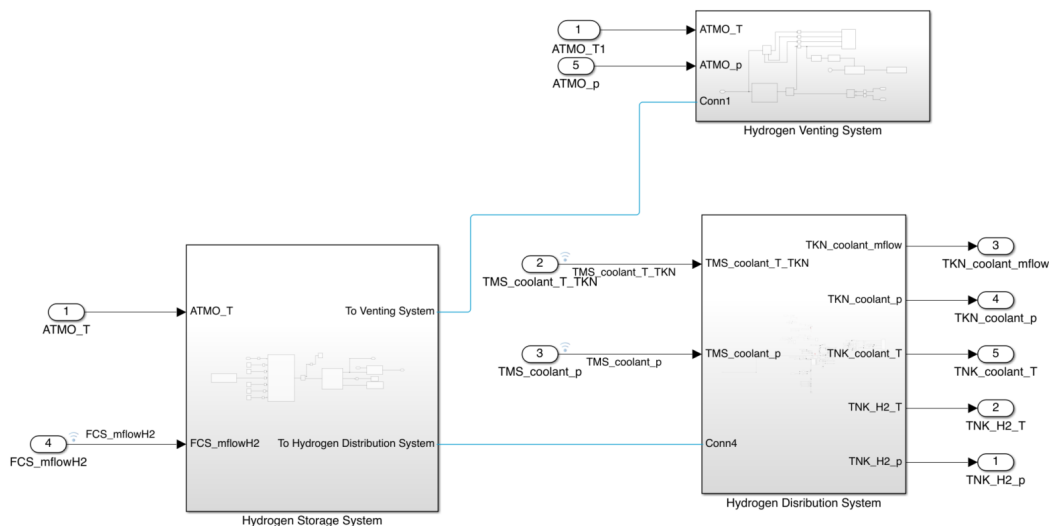 1
ATMO_T1
5
ATMO_p
ATMO_T
ATMO_p
Conn1
Hydrogen Venting System
1
ATMO_T
4
FCS_mflowH2
FCS_mflowH2
ATMO_T
To Venting System
FCS_mflowH2
To Hydrogen Distribution System
Hydrogen Storage System
2
TMS_coolant_T_TKN
TMS_coolant_T_TKN
3
TMS_coolant_p
TMS_coolant_p
TMS_coolant_T_TKN
TMS_coolant_p
Conn4
TKN_coolant_mflow
TKN_coolant_p
TNK_coolant_T
TNK_H2_T
TNK_H2_p
Hydrogen Disribution System
3
TKN_coolant_mflow
4
TKN_coolant_p
5
TNK_coolant_T
2
TNK_H2_T
1
TNK_H2_p